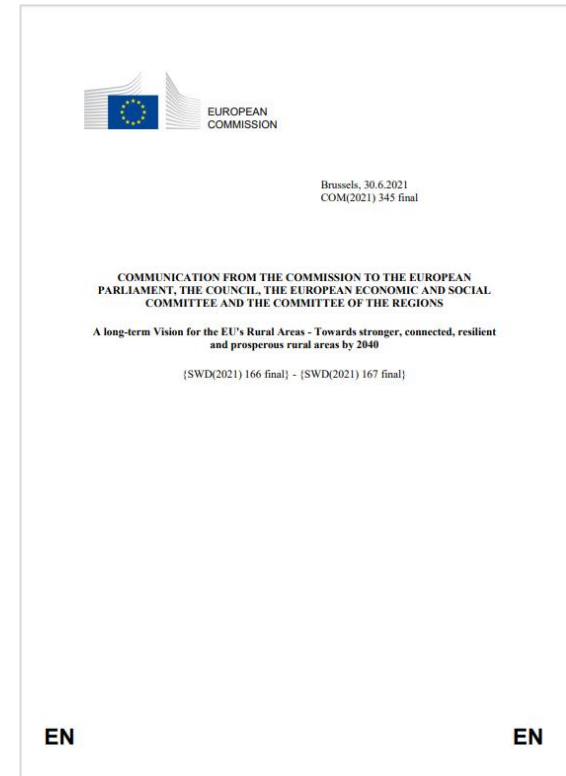 EUROPEAN
COMMISSION
Brussels, 30.6.2021
COM(2021) 345 final
COMMUNICATION FROM THE COMMISSION TO THE EUROPEAN
PARLIAMENT, THE COUNCIL, THE EUROPEAN ECONOMIC AND SOCIAL
COMMITTEE AND THE COMMITTEE OF THE REGIONS
A long-term Vision for the EU's Rural Areas - Towards stronger, connected, resilient
and prosperous rural areas by 2040
{SWD(2021) 166 final} - {SWD(2021) 167 final}
EN EN